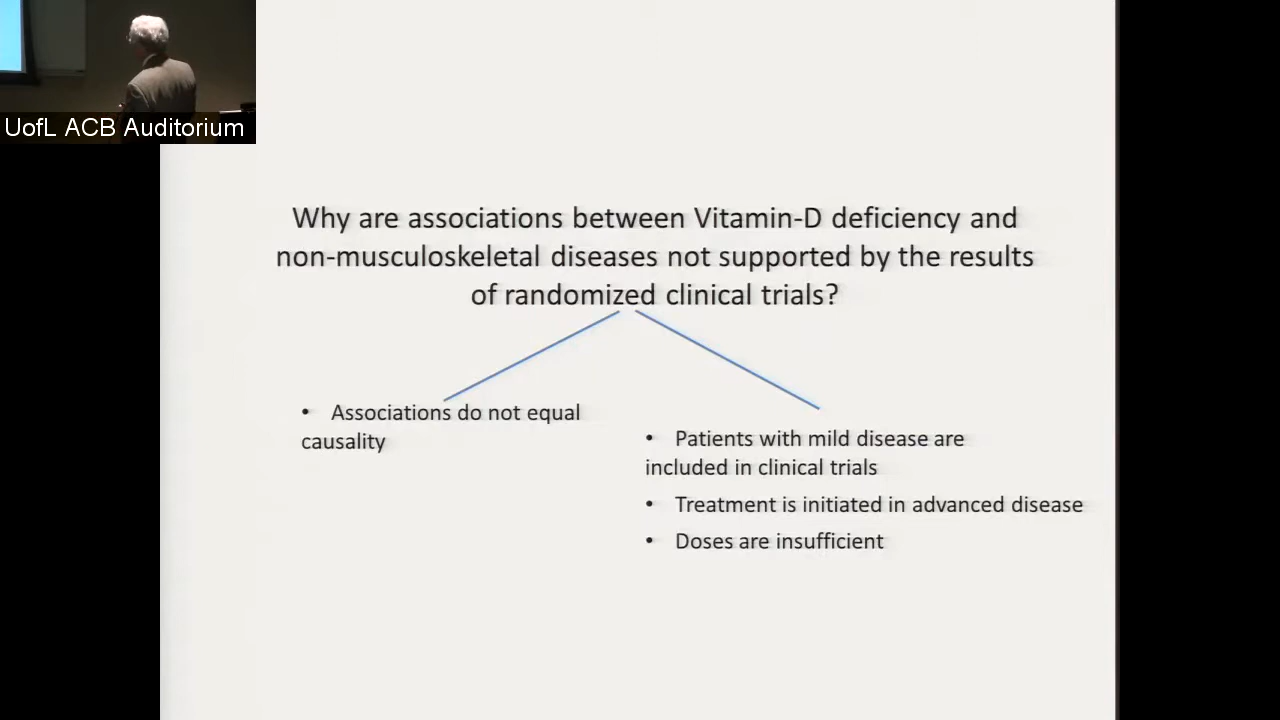 UofL ACB Auditorium
Why are associations between Vitamin-D deficiency and
non-musculoskeletal diseases not supported by the results
of randomized clinical trials?
• Associations do not equal
causality
• Patients with mild disease are
included in clinical trials
• Treatment is initiated in advanced disease
• Doses are insufficient